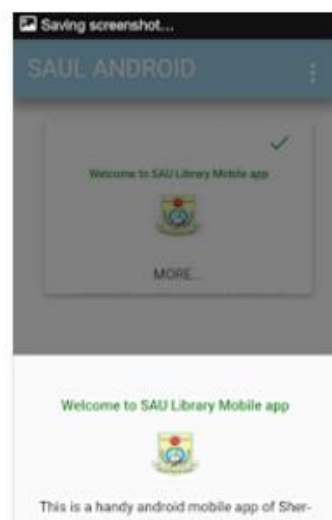 Saving screenshot...
SAUL ANDROID
Welcome to SAU Library Mobile app
MORE...
Welcome to SAU Library Mobile app
This is a handy android mobile app of Sher-